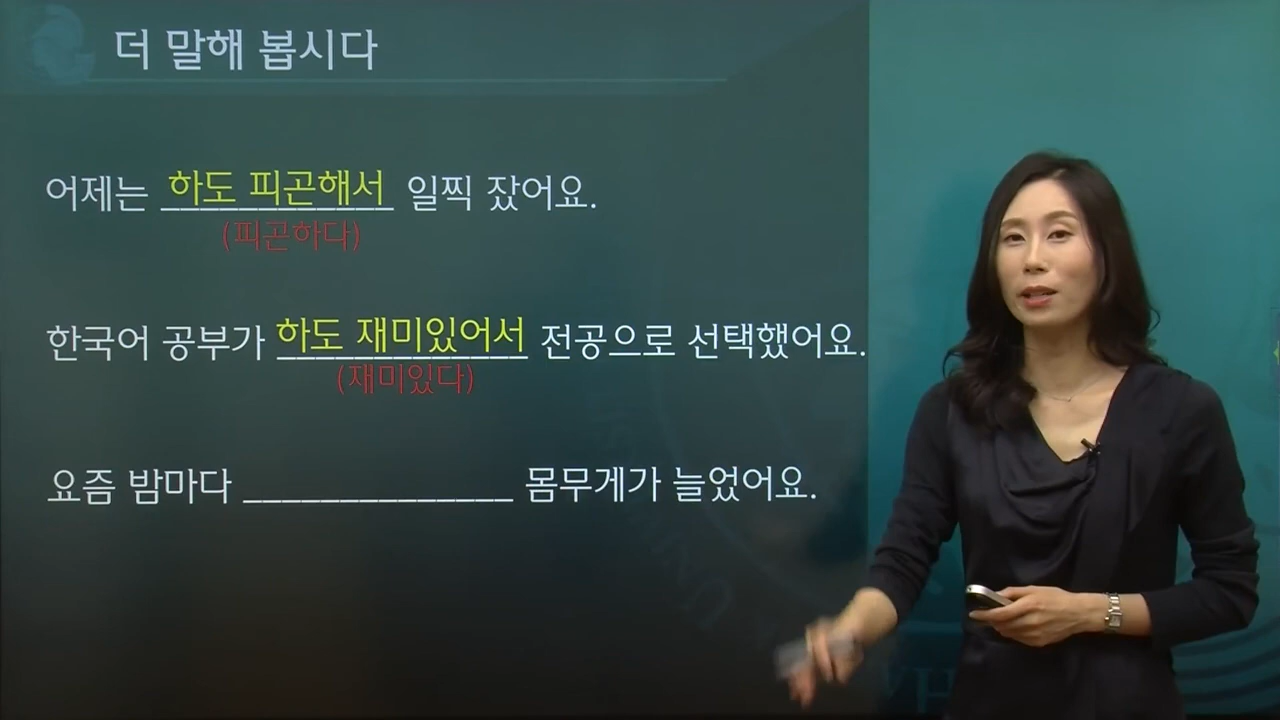 더 말해 봅시다
어제는 하도 피곤해서 일찍 잤어요.
(피곤하다)
한국어 공부가 하도 재미있어서 전공으로 선택했어요.
(재미있다)
요즘 밤마다 ______________ 몸무게가 늘었어요.